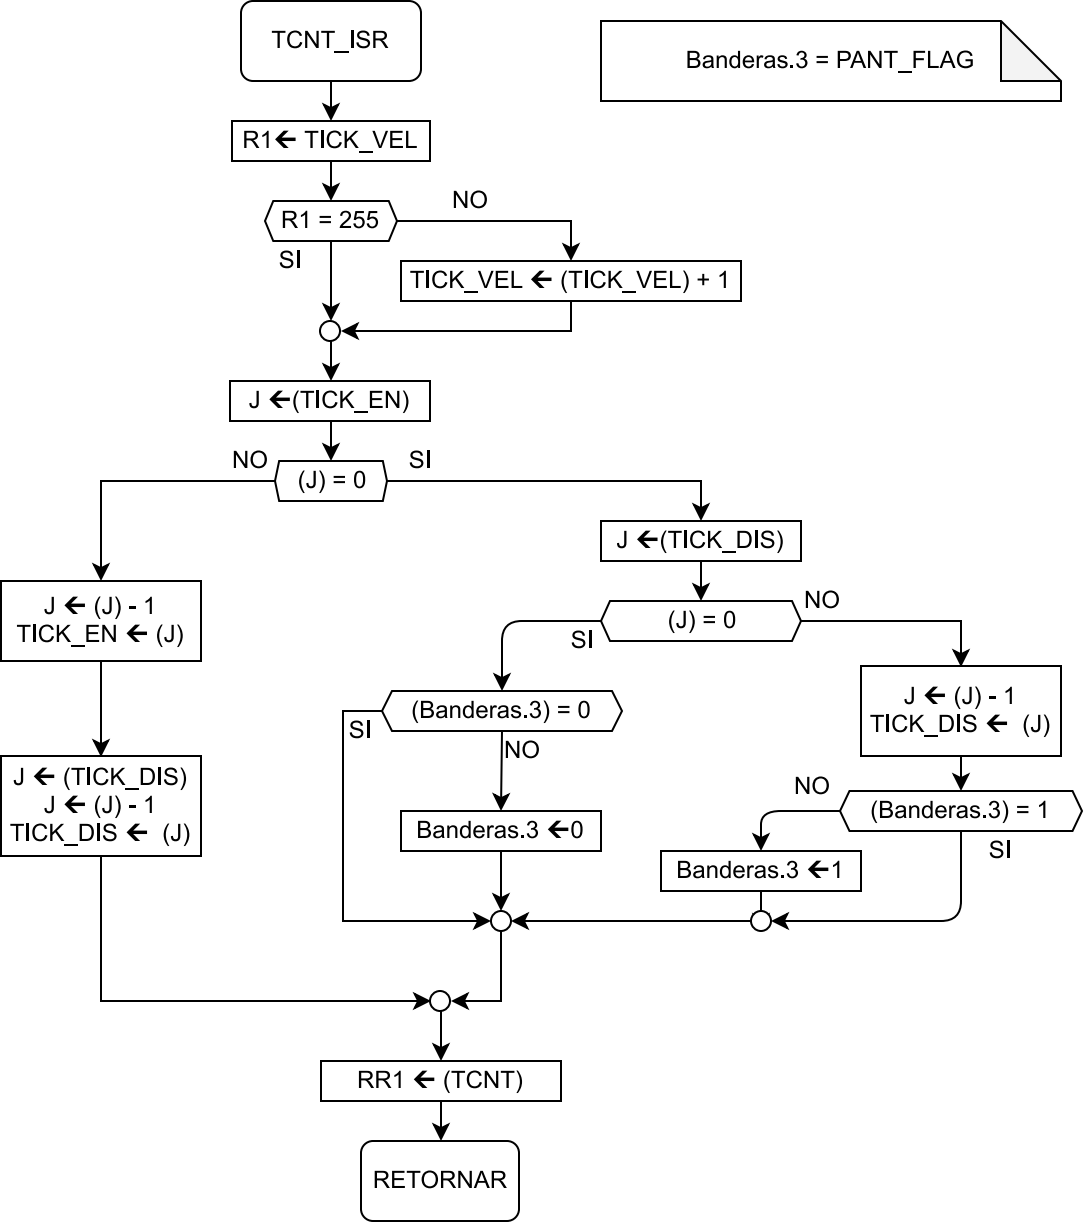 TCNT_ISR
Banderas.3 = PANT_FLAG
R1🡸 TICK_VEL
R1 = 255
NO
SI
TICK_VEL 🡸 (TICK_VEL) + 1
J 🡸(TICK_EN)
NO
(J) = 0
SI
J 🡸(TICK_DIS)
(J) = 0
NO
SI
J 🡸 (J) - 1
TICK_EN 🡸 (J)
(Banderas.3) = 0
SI
NO
J 🡸 (J) - 1
TICK_DIS 🡸  (J)
J 🡸 (TICK_DIS)
J 🡸 (J) - 1
TICK_DIS 🡸  (J)
Banderas.3 🡸0
NO
(Banderas.3) = 1
SI
Banderas.3 🡸1
RR1 🡸 (TCNT)
RETORNAR